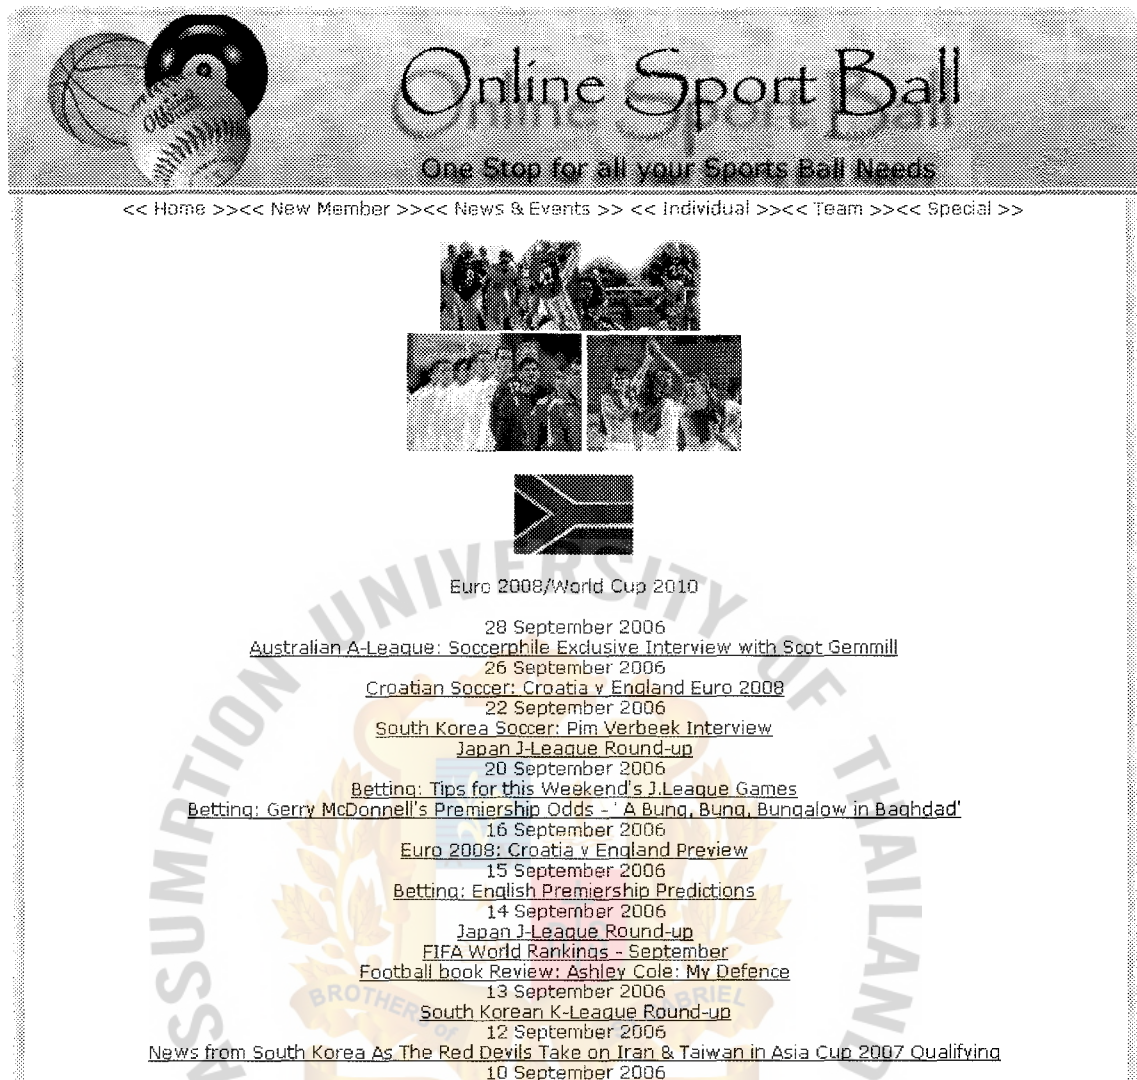 Online Sport Ball
One Stop for all your Sports Ball Needs
<< Home >><< New Member >><< News & Events >> << Individual >><< Team >><< Special >>
Euro 2008/World Cup 2010
28 September 2006
Australian A-League: Soccerphile Exclusive Interview with Scot Gemmill
26 September 2006
Croatian Soccer: Croatia v England Euro 2008
22 September 2006
South Korea Soccer: Pim Verbeek Interview
Japan J-League Round-up
20 September 2006
Betting: Tips for this Weekend's J.League Games
Betting: Gerry McDonnell's Premiership Odds - ' A Bung, Bung, Bungalow in Baghdad'
16 September 2006
Euro 2008: Croatia v England Preview
15 September 2006
Betting: English Premiership Predictions
14 September 2006
Japan J-League Round-up
FIFA World Rankings - September
Football book Review: Ashley Cole: My Defence
13 September 2006
South Korean K-League Round-up
12 September 2006
News from South Korea As The Red Devils Take on Iran & Taiwan in Asia Cup 2007 Qualifying
10 September 2006
ASSUMPTION UNIVERSITY OF THAILAND
BROTHERS of GABRIEL